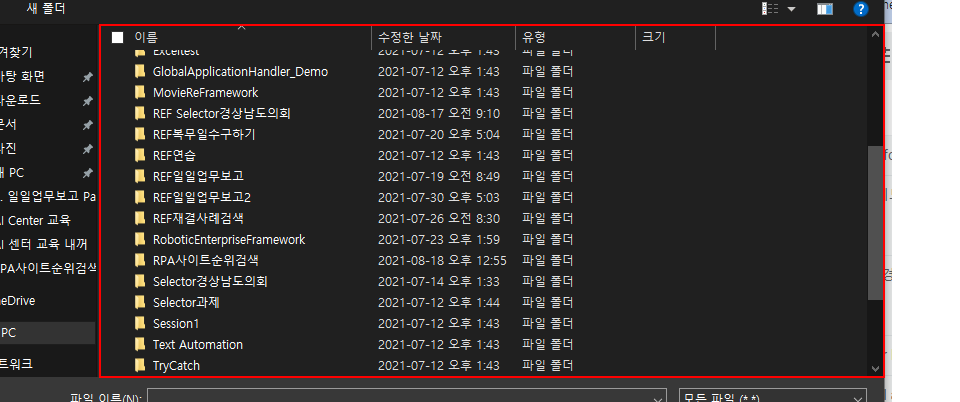 새 폴더
이름 수정한 날짜 유형 크기
Exceltest 2021-07-12 오후 1:43 파일 폴더
GlobalApplicationHandler_Demo 2021-07-12 오후 1:43 파일 폴더
MovieReFramework 2021-07-12 오후 1:43 파일 폴더
REF Selector경상남도의회 2021-08-17 오전 9:10 파일 폴더
REF복무일수구하기 2021-07-20 오후 5:04 파일 폴더
REF연습 2021-07-12 오후 1:43 파일 폴더
REF일일업무보고 2021-07-19 오전 8:49 파일 폴더
REF일일업무보고2 2021-07-30 오후 5:03 파일 폴더
REF재결사례검색 2021-07-26 오전 8:30 파일 폴더
RoboticEnterpriseFramework 2021-07-23 오후 1:59 파일 폴더
RPA사이트순위검색 2021-08-18 오후 12:55 파일 폴더
Selector경상남도의회 2021-07-14 오후 1:33 파일 폴더
Selector과제 2021-07-12 오후 1:44 파일 폴더
Session1 2021-07-12 오후 1:43 파일 폴더
Text Automation 2021-07-12 오후 1:43 파일 폴더
TryCatch 2021-07-12 오후 1:43 파일 폴더
겨찾기
탕 화면
운로드
문서
사진
PC
. 일일업무보고 Pa
I Center 교육
I 센터 교육 내꺼
PA사이트순위검색
neDrive
PC
트워크
파일 이름(N):
모든 파일 (*.*)